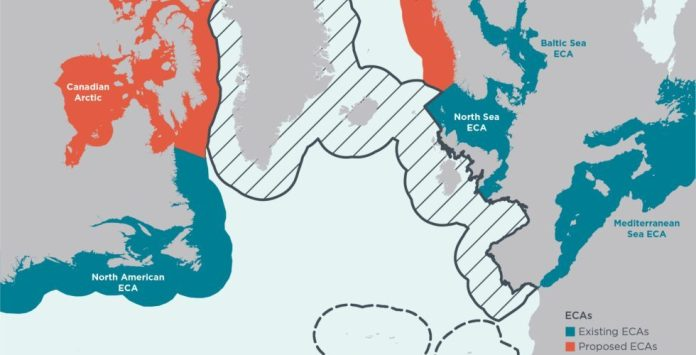 Baltic Sea
ECA
Canadian
Arctic
North Sea
ECA
Mediterranean
Sea ECA
North American
ECA
ECAs
Existing ECAs
Proposed ECAs